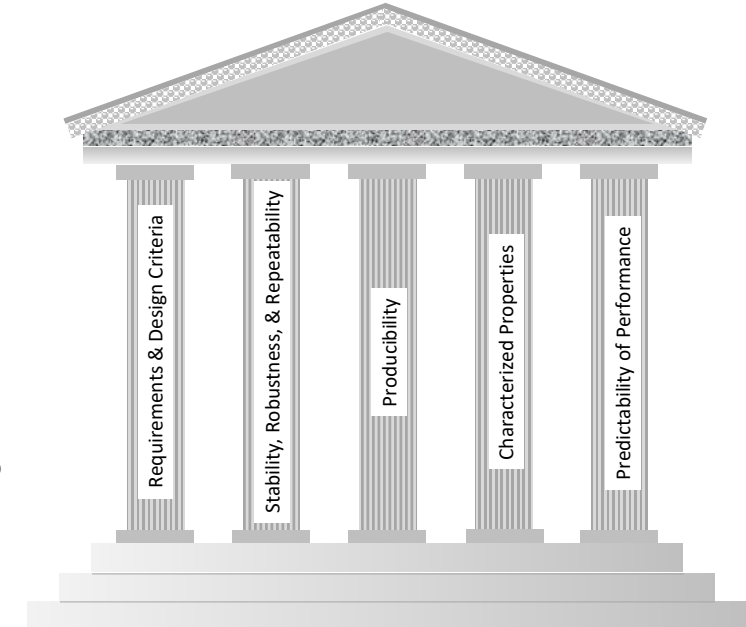 Requirements & Design Criteria
Stability, Robustness, & Repeatability
Producibility
Characterized Properties
Predictability of Performance